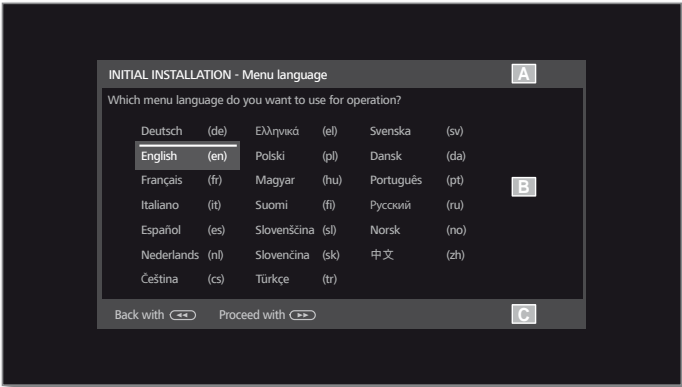 INITIAL INSTALLATION - Menu language A
Which menu language do you want to use for operation?
Deutsch (de) Ελληνικά (el) Svenska (sv)
English (en) Polski (pl) Dansk (da)
Français (fr) Magyar (hu) Português (pt)
B
Italiano (it) Suomi (fi) Русский (ru)
Español (es) Slovenščina (sl) Norsk (no)
Nederlands (nl) Slovenčina (sk) 中文 (zh)
Čeština (cs) Türkçe (tr)
Back with Proceed with C